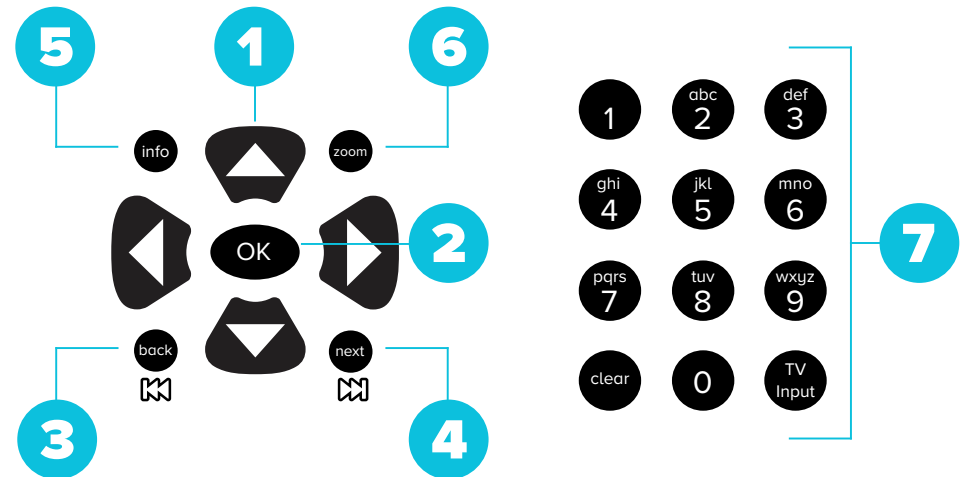 5
1
6
info
zoom
OK
2
back
next
3
4
1
abc
2
def
3
ghi
4
jkl
5
mno
6
pqrs
7
tuv
8
wxyz
9
clear
0
TV
Input
7